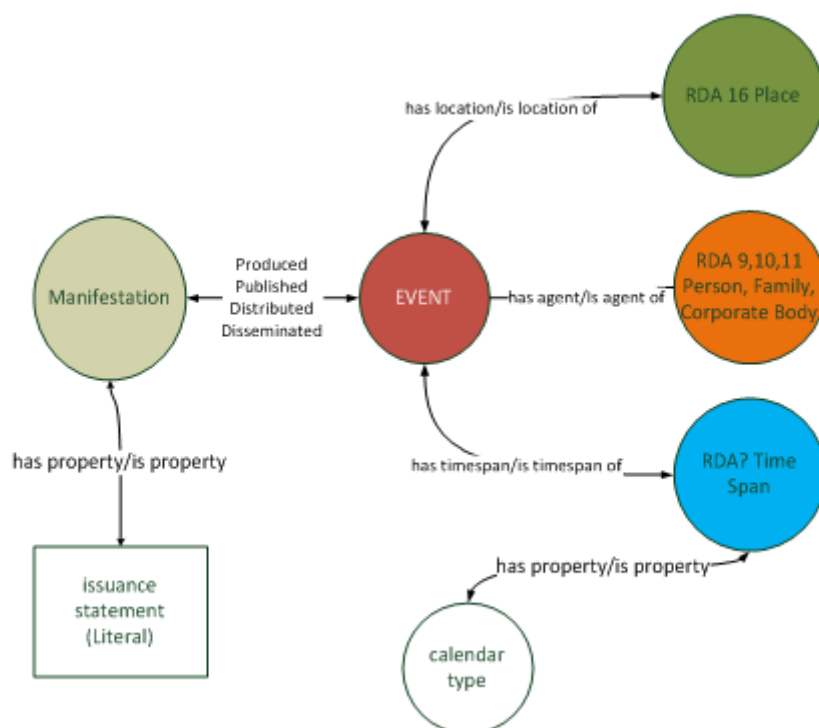 RDA 16 Place
has location/is location of
Manifestation
Produced
Published
Distributed
Disseminated
EVENT
has agent/Is agent of
RDA 9,10,11
Person, Family,
Corporate Body
has property/is property
has timespan/is timespan of
RDA? Time
Span
issuance
statement
(Literal)
has property/is property
calendar
type